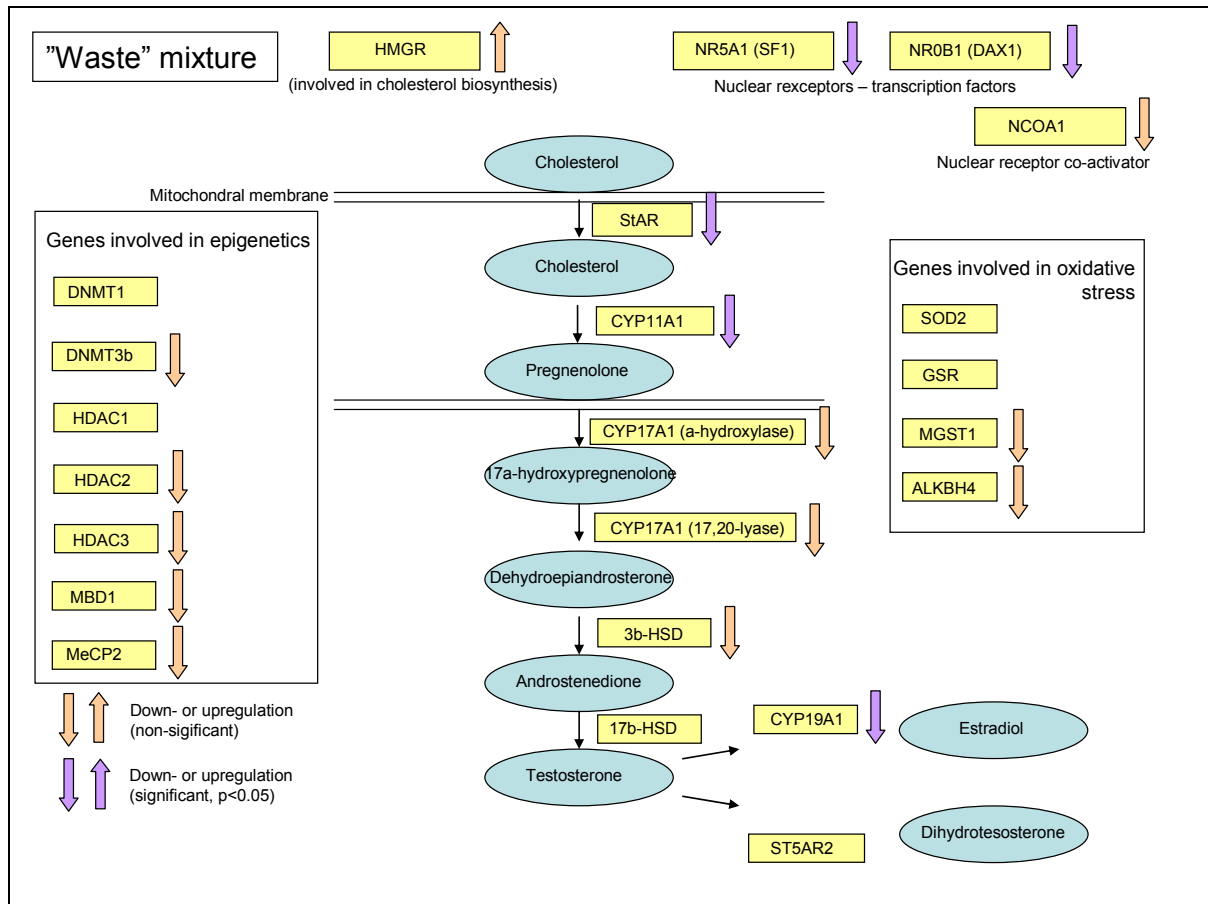 ”Waste” mixture
HMGR
(involved in cholesterol biosynthesis)
NR5A1 (SF1)
NR0B1 (DAX1)
Nuclear rexceptors – transcription factors
NCOA1
Nuclear receptor co-activator
Cholesterol
Mitochondral membrane
StAR
Cholesterol
CYP11A1
Pregnenolone
CYP17A1 (a-hydroxylase)
17a-hydroxypregnenolone
CYP17A1 (17,20-lyase)
Dehydroepiandrosterone
3b-HSD
Androstenedione
17b-HSD
Testosterone
CYP19A1
Estradiol
ST5AR2
Dihydrotesosterone
Genes involved in epigenetics
DNMT1
DNMT3b
HDAC1
HDAC2
HDAC3
MBD1
MeCP2
Genes involved in oxidative
stress
SOD2
GSR
MGST1
ALKBH4
Down- or upregulation
(non-sigificant)
Down- or upregulation
(significant, p<0.05)